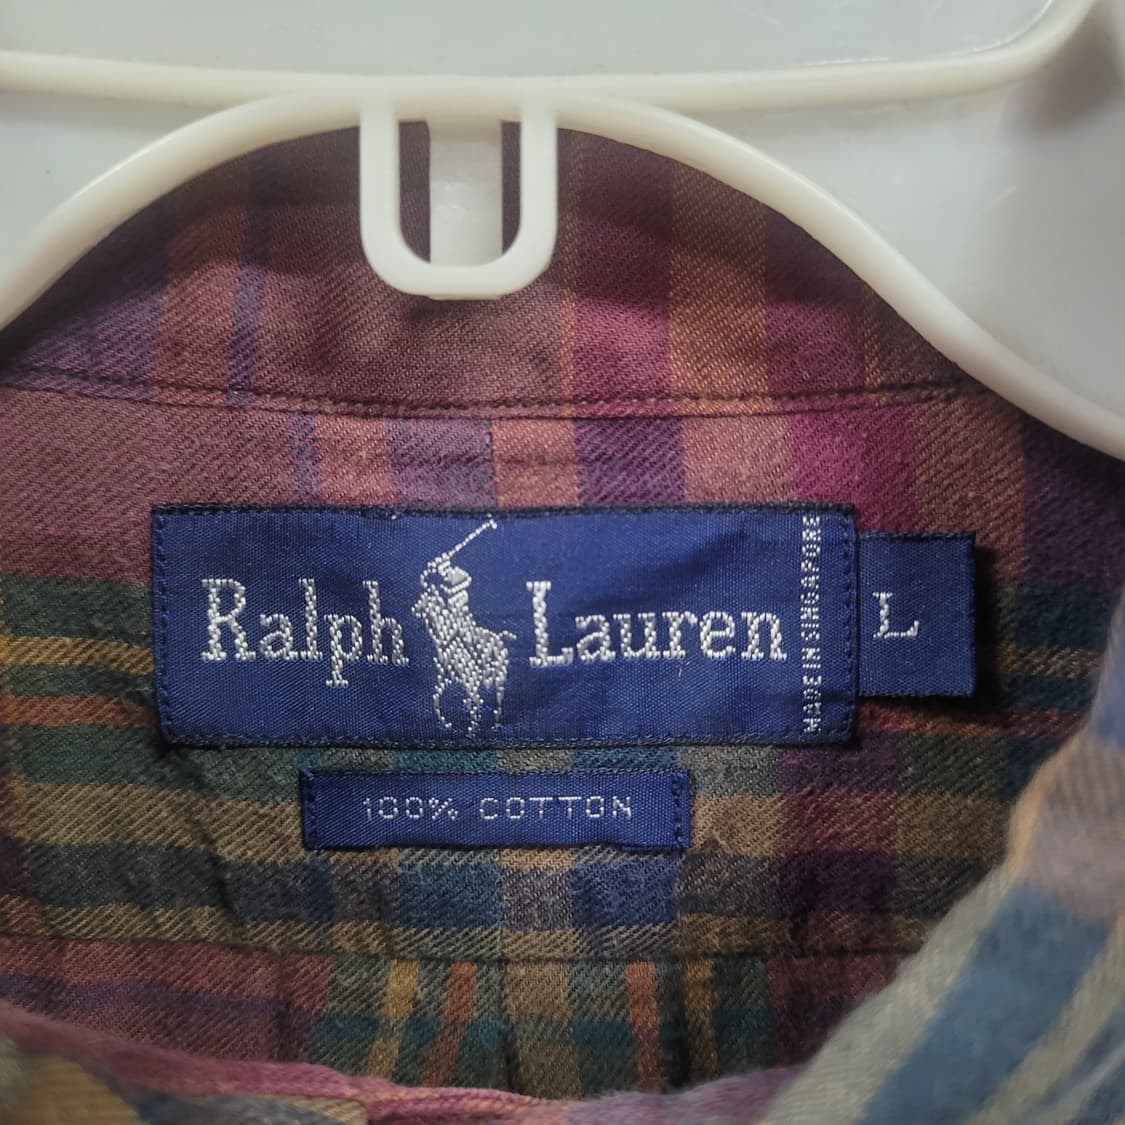 Ralph Lauren
MADE IN SINGAPORE
L
100% COTTON